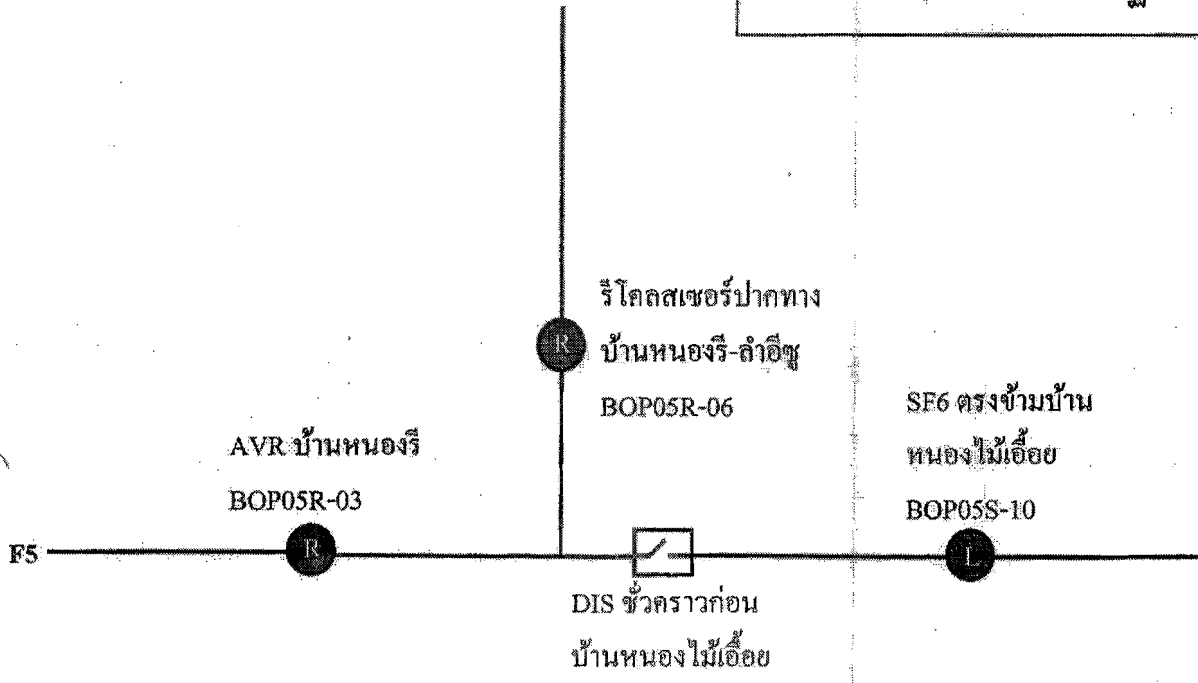 รีโคลสเซอร์ปากทาง
บ้านหนองรี-ลำอีซู
BOP05R-06
R
SF6 ตรงข้ามบ้าน
หนองไม้เอื้อย
BOP05S-10
AVR บ้านหนองรี
BOP05R-03
F5
R
L
DIS ชั่วคราวก่อน
บ้านหนองไม้เอื้อย